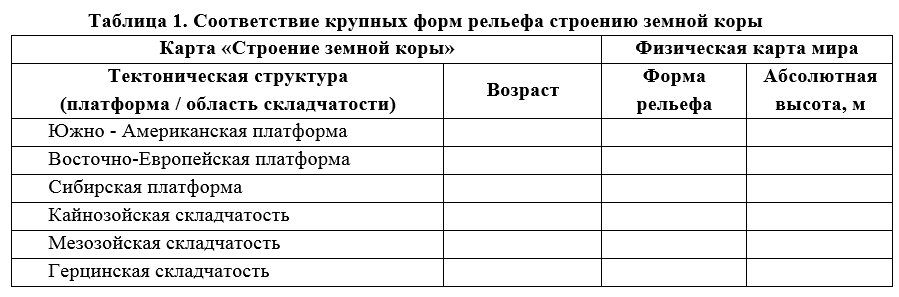 Таблица 1. Соответствие крупных форм рельефа строению земной коры
Карта «Строение земной коры»
Физическая карта мира
Тектоническая структура
(платформа / область складчатости)
Возраст
Форма
рельефа
Абсолютная
высота, м
Южно - Американская платформа
Восточно-Европейская платформа
Сибирская платформа
Кайнозойская складчатость
Мезозойская складчатость
Герцинская складчатость